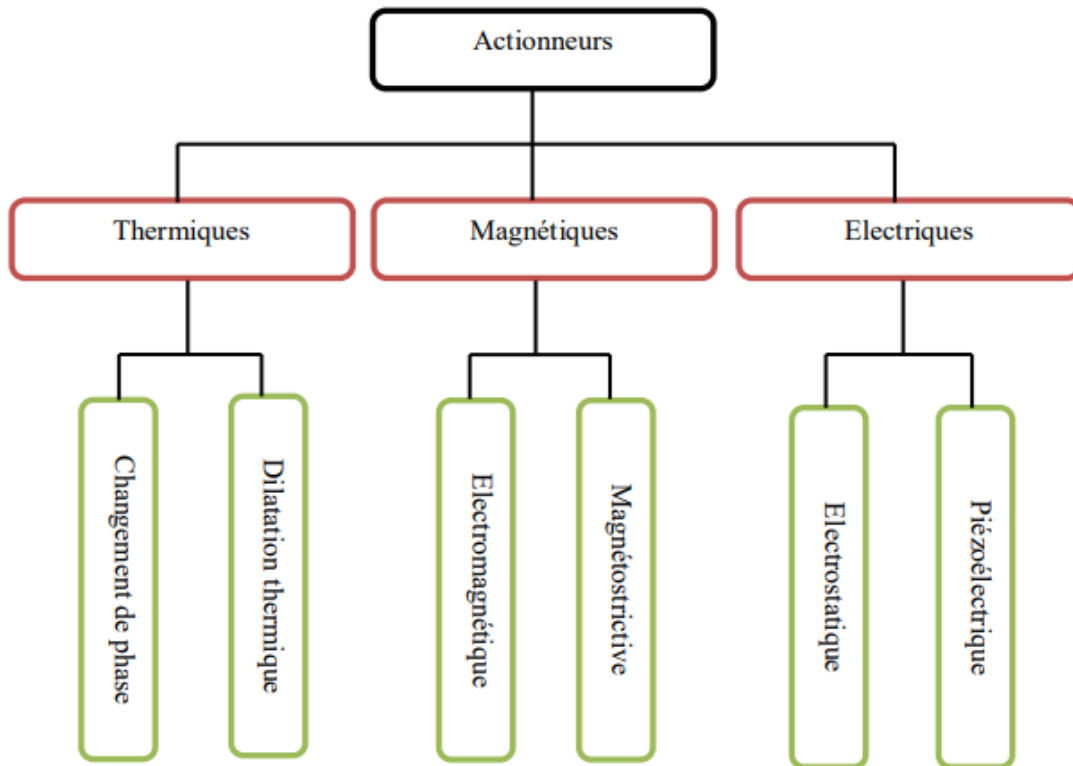 Actionneurs
Thermiques
Magnétiques
Electriques
Changement de phase
Dilatation thermique
Electromagnétique
Magnétostrictive
Electrostatique
Piézoélectrique